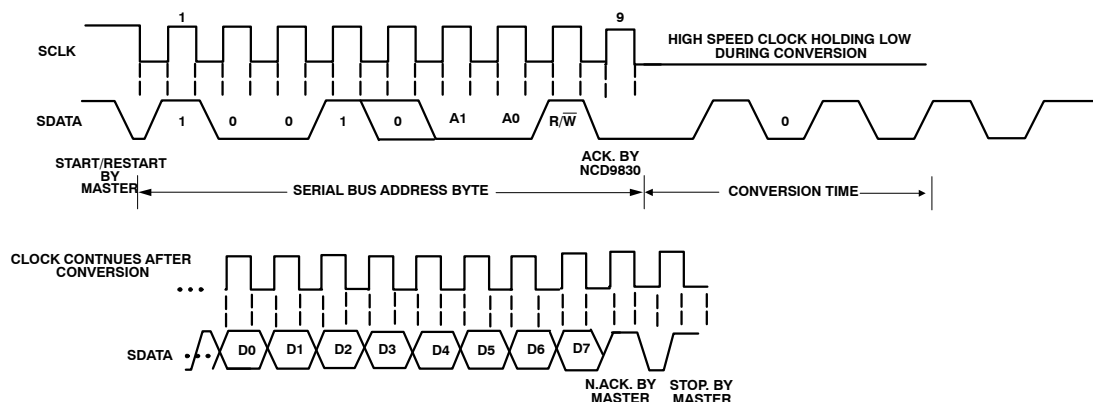 1 9
SCLK
HIGH SPEED CLOCK HOLDING LOW
DURING CONVERSION
SDATA
1 0 0 1 0 A1 A0 R/W̅ 0
START/RESTART
BY
MASTER
ACK. BY
NCD9830
SERIAL BUS ADDRESS BYTE
CONVERSION TIME
CLOCK CONTNUES AFTER
CONVERSION
SDATA
D0 D1 D2 D3 D4 D5 D6 D7
N.ACK. BY
MASTER
STOP. BY
MASTER